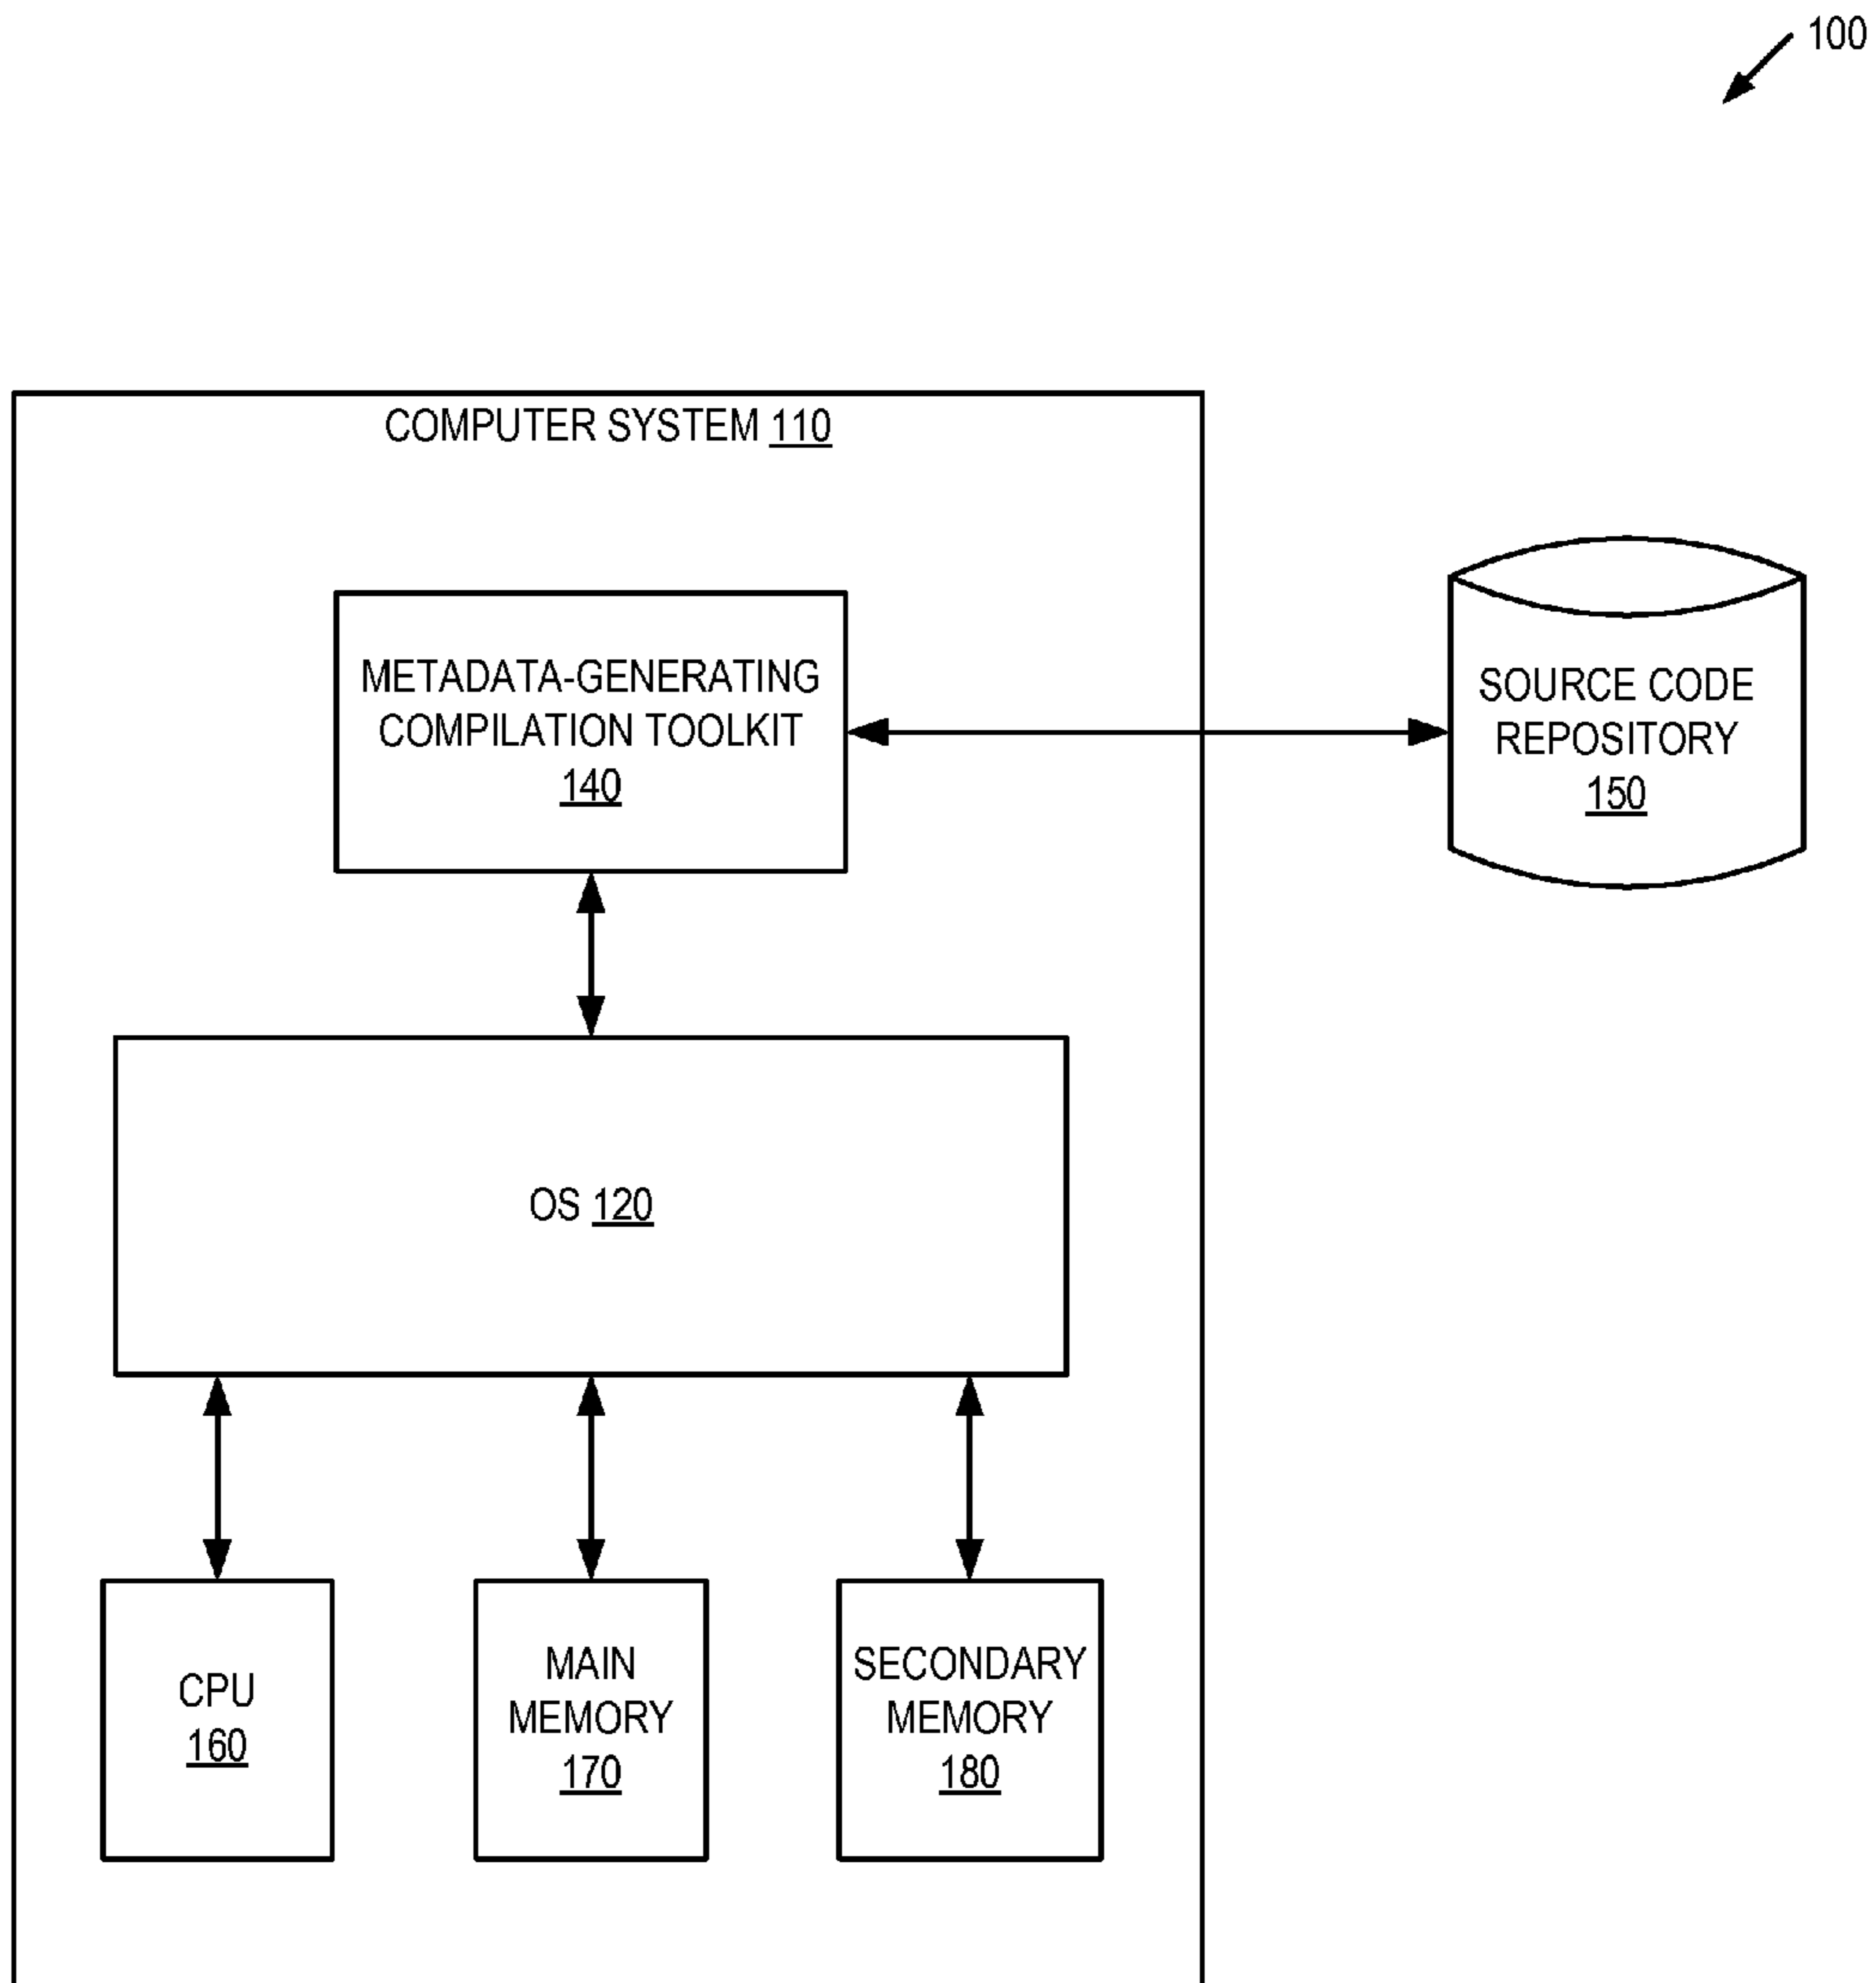 100
COMPUTER SYSTEM 110
METADATA-GENERATING
COMPILATION TOOLKIT
140
SOURCE CODE
REPOSITORY
150
OS 120
CPU
160
MAIN
MEMORY
170
SECONDARY
MEMORY
180